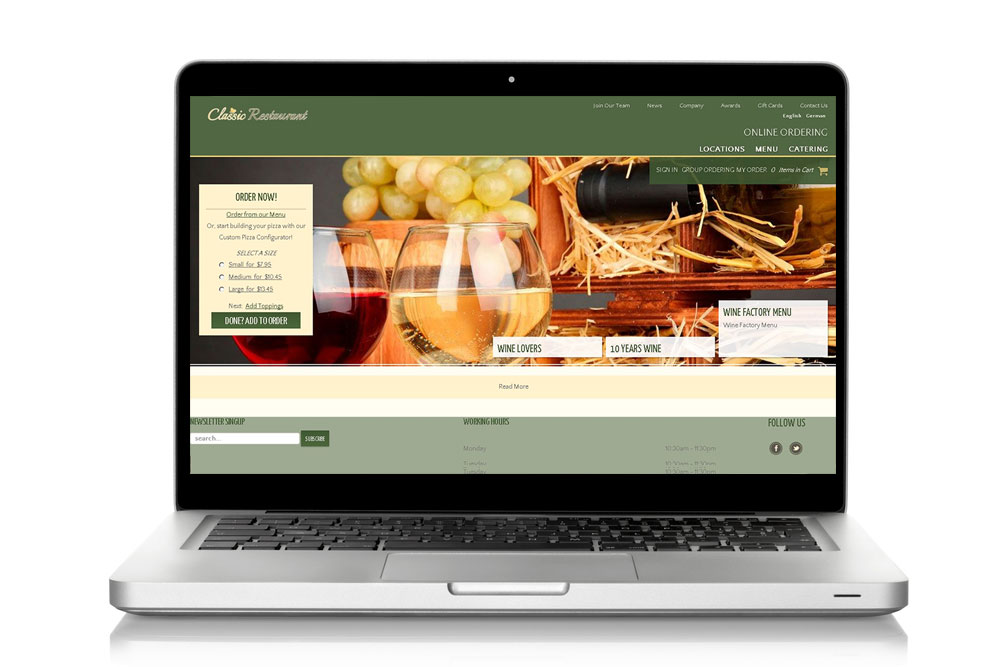 Classic Restaurant
Join Our Team News Company Awards Gift Cards Contact Us
English German
ONLINE ORDERING
LOCATIONS MENU CATERING
SIGN IN GROUP ORDERING MY ORDER 0 Items in Cart
ORDER NOW!
Order from our Menu
Or, start building your pizza with our
Custom Pizza Configurator!
SELECT A SIZE
Small for $7.95
Medium for $10.45
Large for $13.45
Next: Add Toppings
DONE? ADD TO ORDER
WINE LOVERS
10 YEARS WINE
WINE FACTORY MENU
Wine Factory Menu
Read More
NEWSLETTER SINGUP
search...
SUBSCRIBE
WORKING HOURS
Monday 10:30am - 11:30pm
Tuesday 10:30am - 11:30pm
Tuesday 10:30am - 11:30pm
FOLLOW US